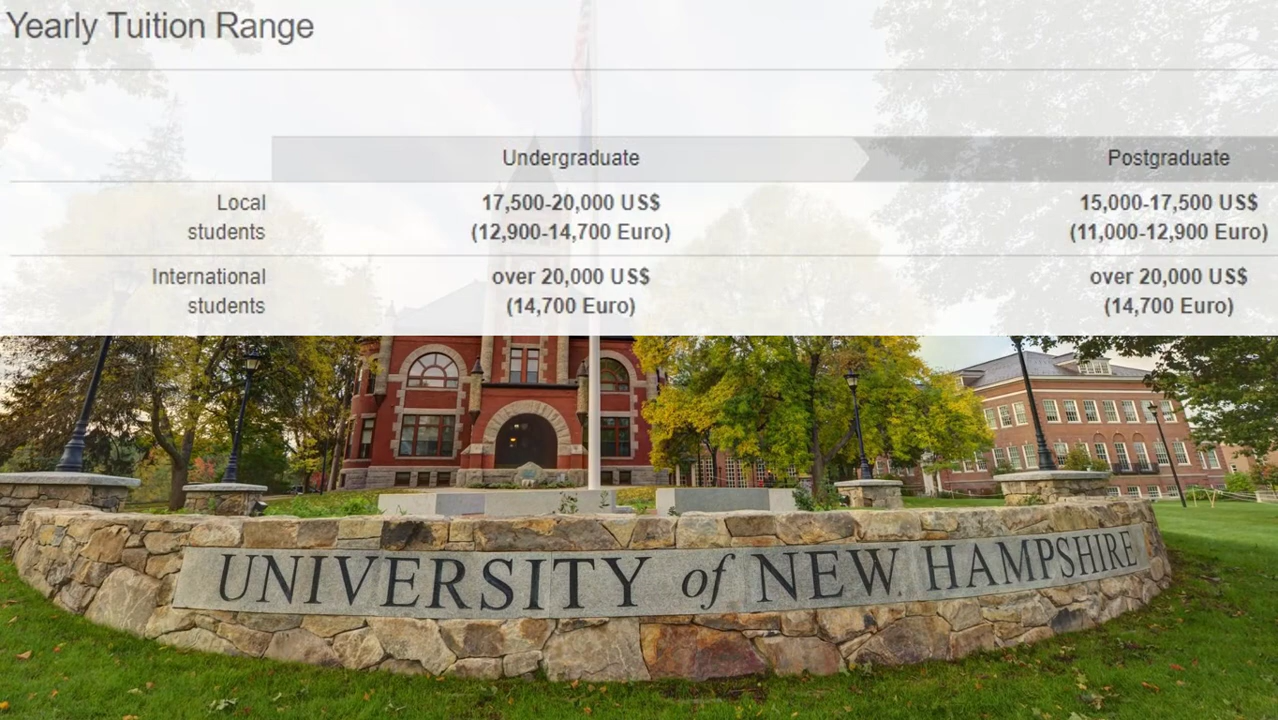 Yearly Tuition Range
Undergraduate Postgraduate
Local students 17,500-20,000 US$ (12,900-14,700 Euro) 15,000-17,500 US$ (11,000-12,900 Euro)
International students over 20,000 US$ (14,700 Euro) over 20,000 US$ (14,700 Euro)
UNIVERSITY of NEW HAMPSHIRE